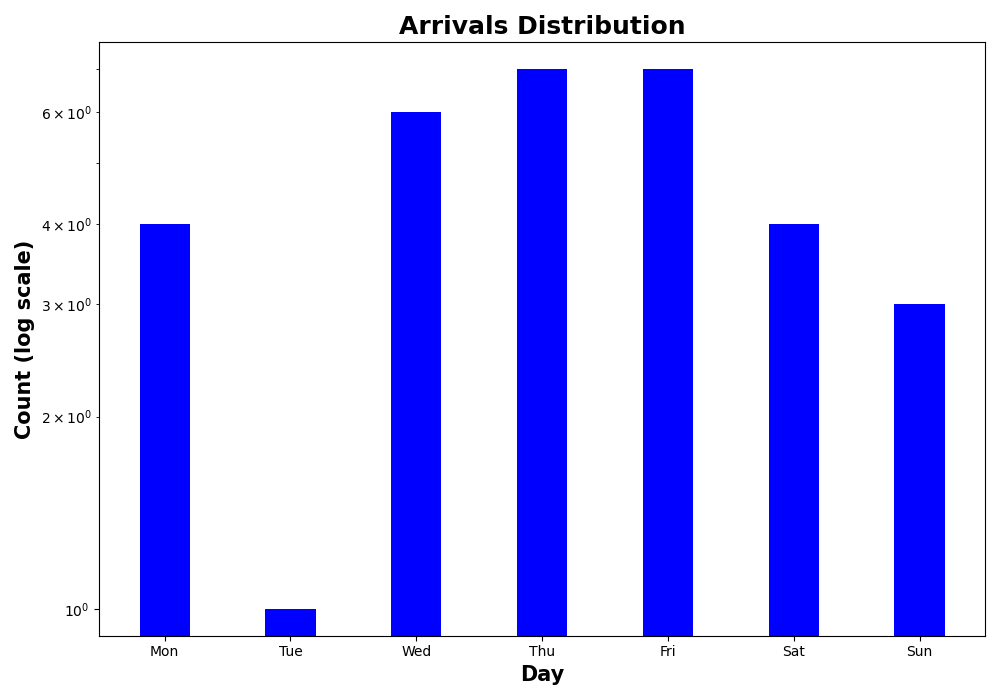 Arrivals Distribution
Count (log scale)
6 × 10⁰
4 × 10⁰
3 × 10⁰
2 × 10⁰
10⁰
Mon Tue Wed Thu Fri Sat Sun
Day